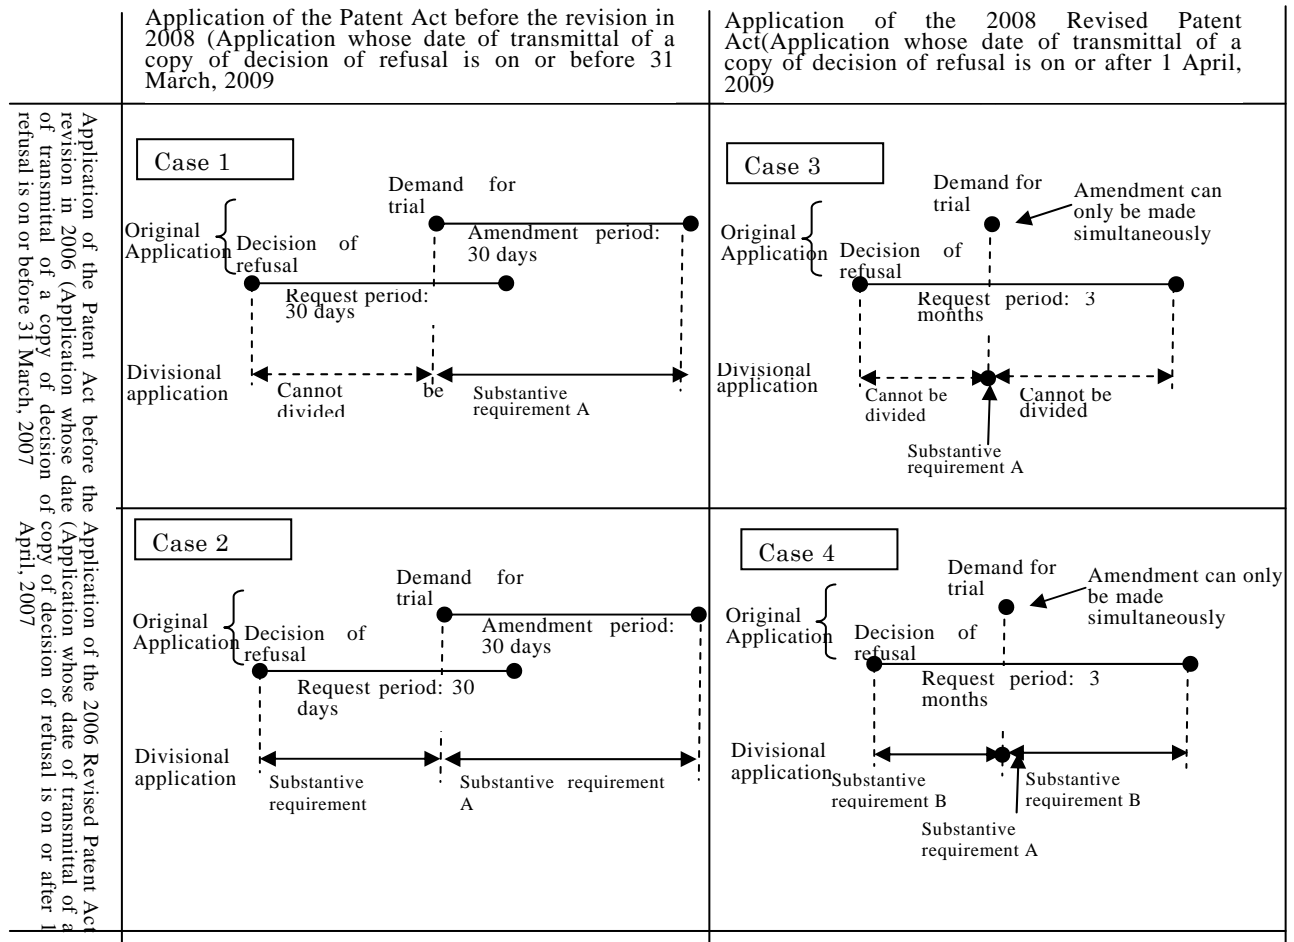 Application of the Patent Act before the revision in
2008 (Application whose date of transmittal of a
copy of decision of refusal is on or before 31
March, 2009
Application of the 2008 Revised Patent
Act(Application whose date of transmittal of a
copy of decision of refusal is on or after 1 April,
2009
Application of the Patent Act before the
revision in 2006 (Application whose date
of transmittal of a copy of decision of
refusal is on or before 31 March, 2007
Case 1
Demand for
trial
Original
Application
Decision of
refusal
Amendment period:
30 days
Request period:
30 days
Divisional
application
Cannot be
divided
Substantive
requirement A
Case 3
Demand for
trial
Amendment can
only be made
simultaneously
Original
Application
Decision of
refusal
Request period: 3
months
Divisional
application
Cannot be
divided
Cannot be
divided
Substantive
requirement A
Application of the 2006 Revised Patent Act
(Application whose date of transmittal of a
copy of decision of refusal is on or after 1
April, 2007
Case 2
Demand for
trial
Original
Application
Decision of
refusal
Amendment period:
30 days
Request period: 30
days
Divisional
application
Substantive
requirement
Substantive requirement
A
Case 4
Demand for
trial
Amendment can only
be made
simultaneously
Original
Application
Decision of
refusal
Request period: 3
months
Divisional
application
Substantive
requirement B
Substantive
requirement B
Substantive
requirement A